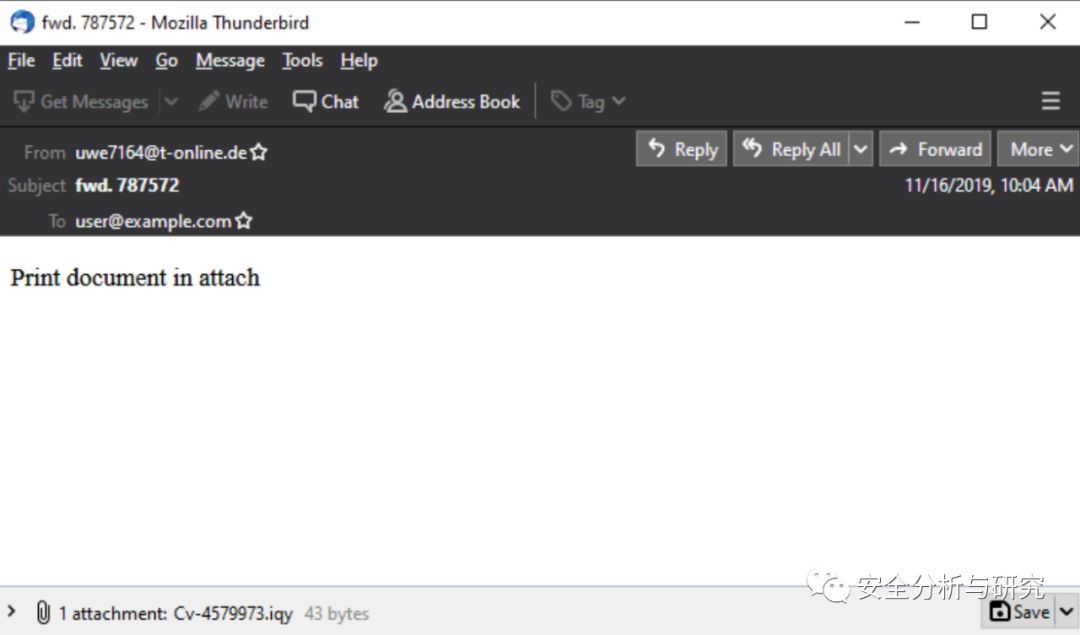 fwd. 787572 - Mozilla Thunderbird
File Edit View Go Message Tools Help
Get Messages Write Chat Address Book Tag
From uwe7164@t-online.de Reply Reply All Forward More
Subject fwd. 787572 11/16/2019, 10:04 AM
To user@example.com
Print document in attach
安全分析与研究
1 attachment: Cv-4579973.iqy 43 bytes Save